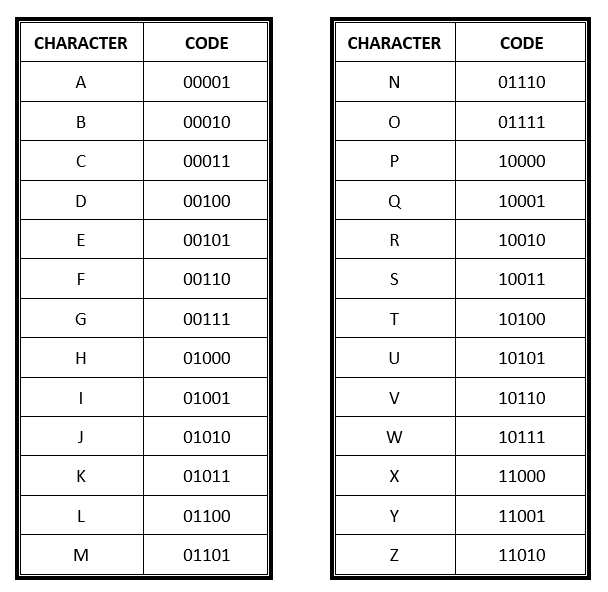 CHARACTER CODE
A 00001
B 00010
C 00011
D 00100
E 00101
F 00110
G 00111
H 01000
I 01001
J 01010
K 01011
L 01100
M 01101
CHARACTER CODE
N 01110
O 01111
P 10000
Q 10001
R 10010
S 10011
T 10100
U 10101
V 10110
W 10111
X 11000
Y 11001
Z 11010